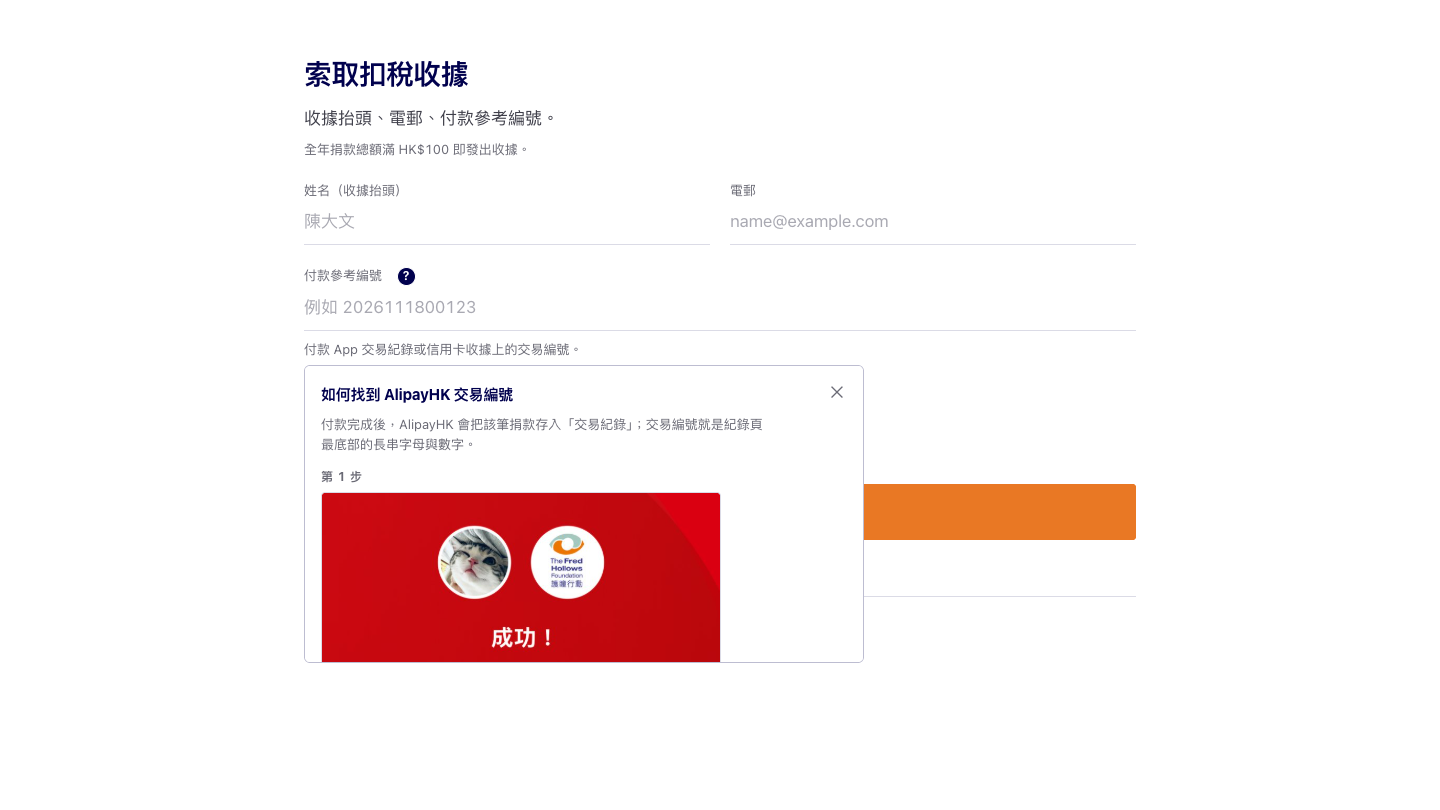 索取扣稅收據
收據抬頭、電郵、付款參考編號。
全年捐款總額滿 HK$100 即發出收據。
姓名（收據抬頭）
電郵
陳大文
name@example.com
付款參考編號 ?
例如 2026111800123
付款 App 交易紀錄或信用卡收據上的交易編號。
如何找到 AlipayHK 交易編號
付款完成後，AlipayHK 會把該筆捐款存入「交易紀錄」；交易編號就是紀錄頁
最底部的長串字母與數字。
第 1 步
The Fred
Hollows
Foundation
護瞳行動
成功！